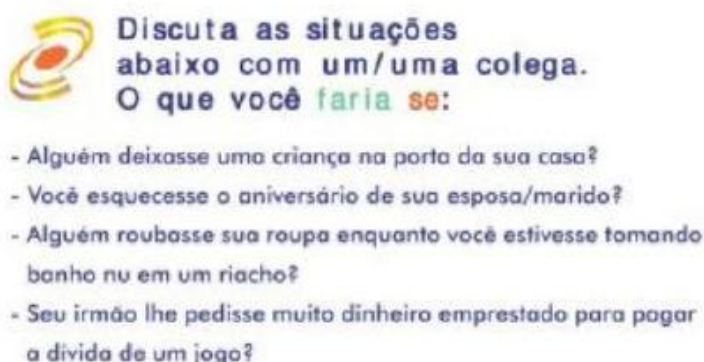 Discuta as situações
abaixo com um/uma colega.
O que você faria se:
- Alguém deixasse uma criança na porta da sua casa?
- Você esquecesse o aniversário de sua esposa/marido?
- Alguém roubasse sua roupa enquanto você estivesse tomando
banho nu em um riacho?
- Seu irmão lhe pedisse muito dinheiro emprestado para pagar
a dívida de um jogo?